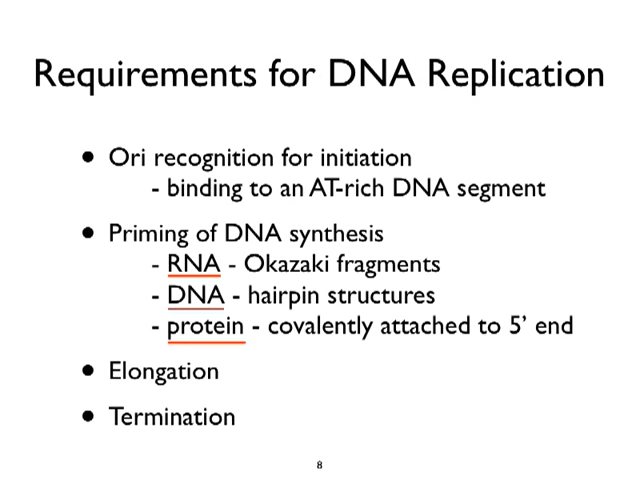 Requirements for DNA Replication
• Ori recognition for initiation
- binding to an AT-rich DNA segment
• Priming of DNA synthesis
- RNA - Okazaki fragments
- DNA - hairpin structures
- protein - covalently attached to 5’ end
• Elongation
• Termination
8